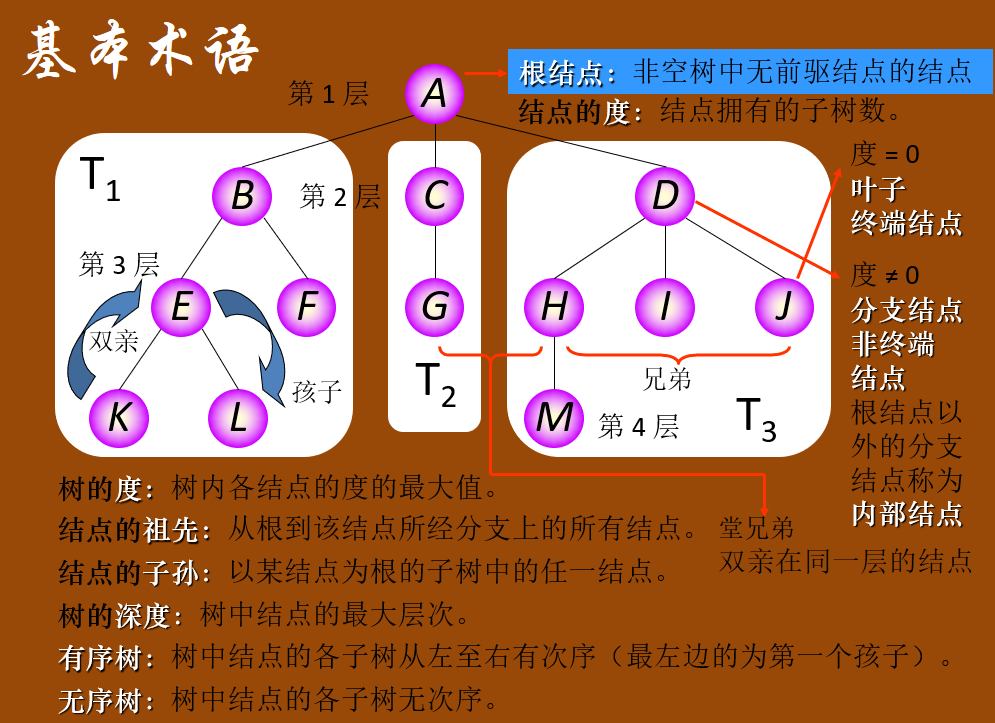 基本术语
第 1 层
A
根结点：非空树中无前驱结点的结点
结点的度：结点拥有的子树数。
T1
B
第 2 层
C
D
度 = 0
叶子
终端结点
第 3 层
E
F
G
H
I
J
度 ≠ 0
分支结点
非终端
结点
根结点以
外的分支
结点称为
内部结点
双亲
孩子
T2
兄弟
K
L
M
第 4 层
T3
树的度：树内各结点的度的最大值。
结点的祖先：从根到该结点所经分支上的所有结点。
堂兄弟
双亲在同一层的结点
结点的子孙：以某结点为根的子树中的任一结点。
树的深度：树中结点的最大层次。
有序树：树中结点的各子树从左至右有次序（最左边的为第一个孩子）。
无序树：树中结点的各子树无次序。